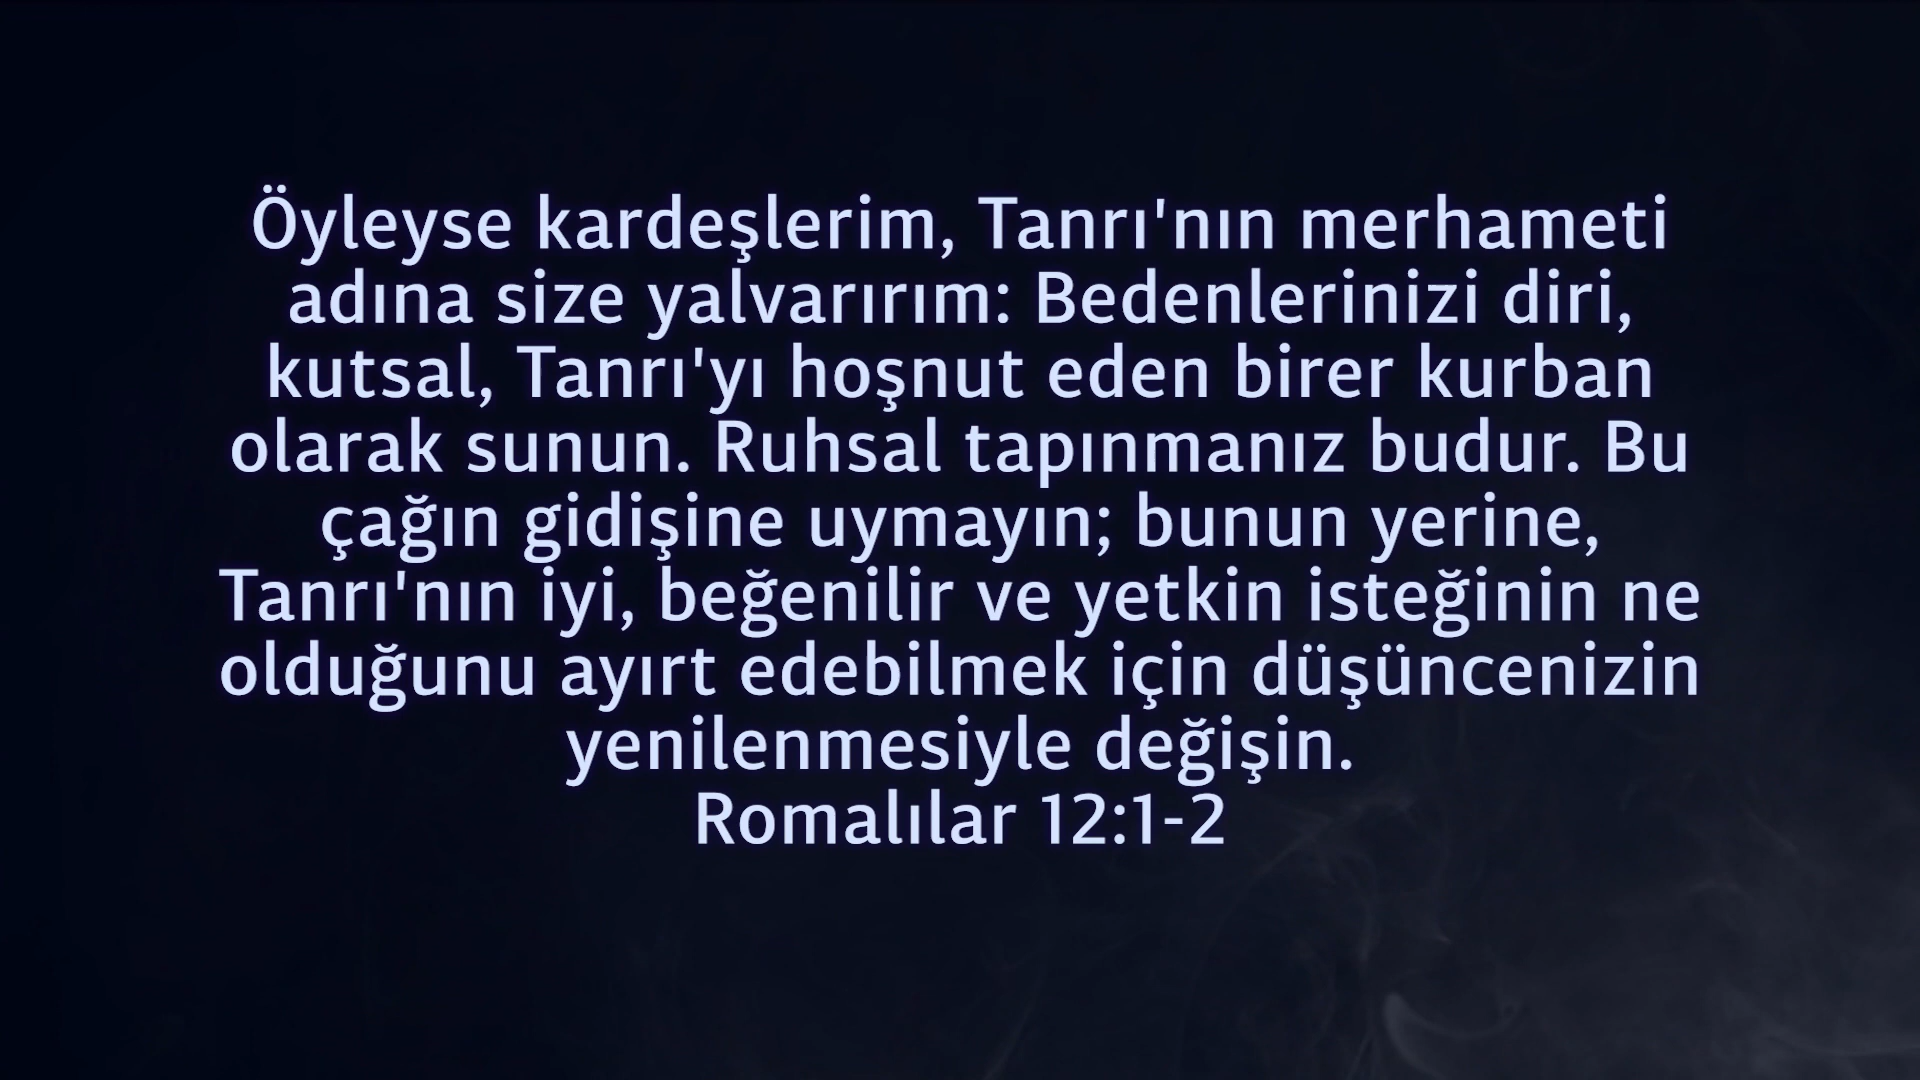 Öyleyse kardeşlerim, Tanrı'nın merhameti
adına size yalvarırım: Bedenlerinizi diri,
kutsal, Tanrı'yı hoşnut eden birer kurban
olarak sunun. Ruhsal tapınmanız budur. Bu
çağın gidişine uymayın; bunun yerine,
Tanrı'nın iyi, beğenilir ve yetkin isteğinin ne
olduğunu ayırt edebilmek için düşüncenizin
yenilenmesiyle değişin.
Romalılar 12:1-2